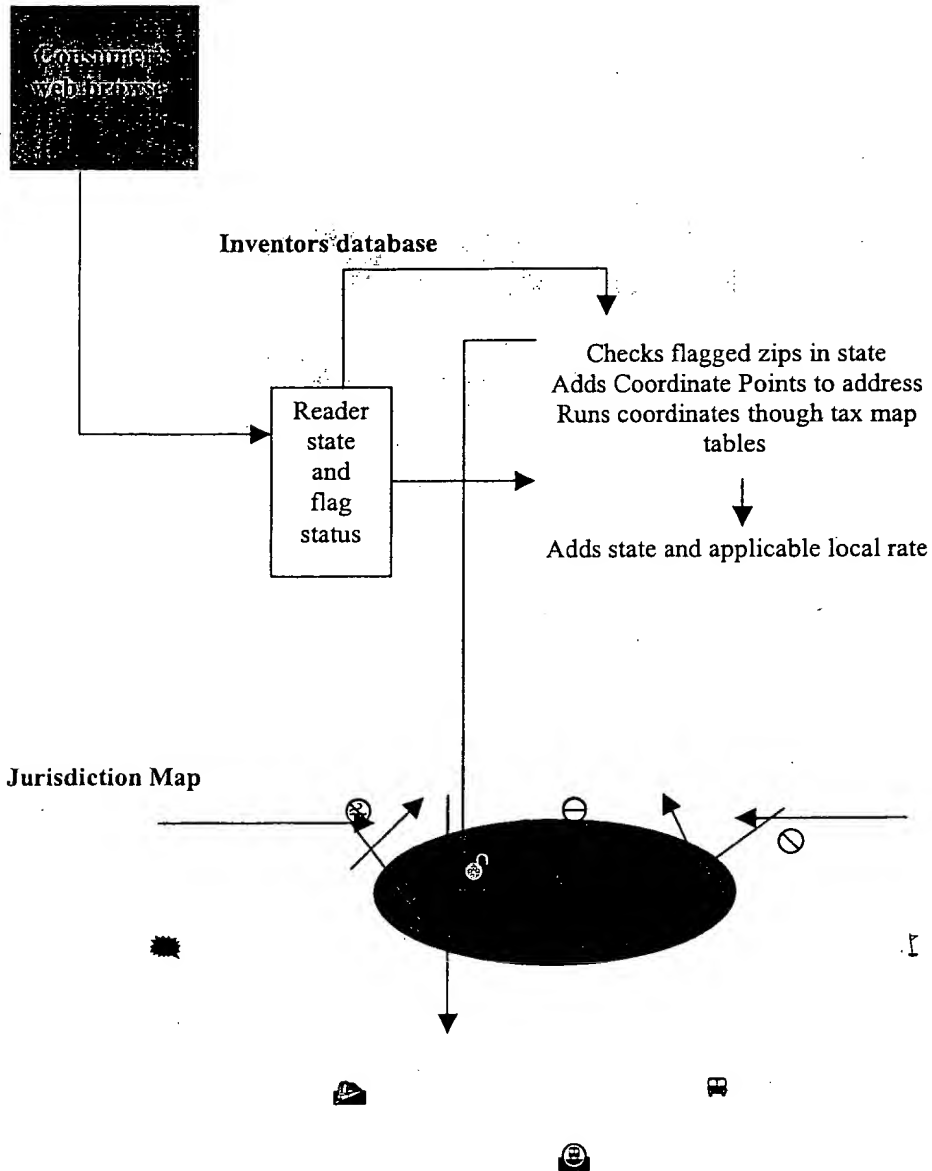 Consumer's
web browse
Inventors database
Checks flagged zips in state
Adds Coordinate Points to address
Runs coordinates though tax map
tables
Reader
state
and
flag
status
Adds state and applicable local rate
Jurisdiction Map